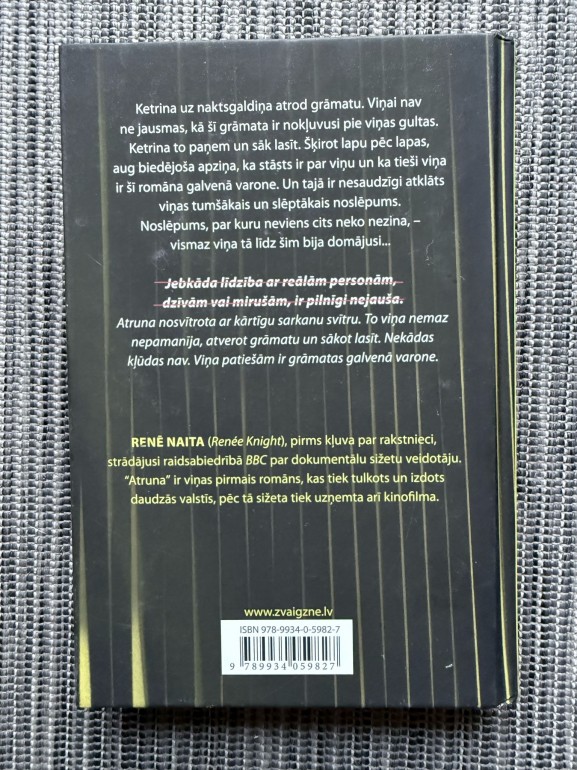 Ketrina uz naktsgaldiņa atrod grāmatu. Viņai nav
ne jausmas, kā šī grāmata ir nokļuvusi pie viņas gultas.
Ketrina to paņem un sāk lasīt. Šķirot lapu pēc lapas,
aug biedējoša apziņa, ka stāsts ir par viņu un ka tieši viņa
ir šī romāna galvenā varone. Un tajā ir nesaudzīgi atklāts
viņas tumšākais un slēptākais noslēpums.
Noslēpums, par kuru neviens cits neko nezina, –
vismaz viņa tā līdz šim bija domājusi...
Jebkāda līdzība ar reālām personām,
dzīvām vai mirušām, ir pilnīgi nejauša.
Atruna nosvītrota ar kārtīgu sarkanu svītru. To viņa nemaz
nepamanīja, atverot grāmatu un sākot lasīt. Nekādas
kļūdas nav. Viņa patiešām ir grāmatas galvenā varone.
RENĒ NAITA (Renée Knight), pirms kļuva par rakstnieci,
strādājusi raidsabiedrībā BBC par dokumentālu sižetu veidotāju.
"Atruna" ir viņas pirmais romāns, kas tiek tulkots un izdots
daudzās valstīs, pēc tā sižeta tiek uzņemta arī kinofilma.
www.zvaigzne.lv
ISBN 978-9934-0-5982-7
9 789934 059827